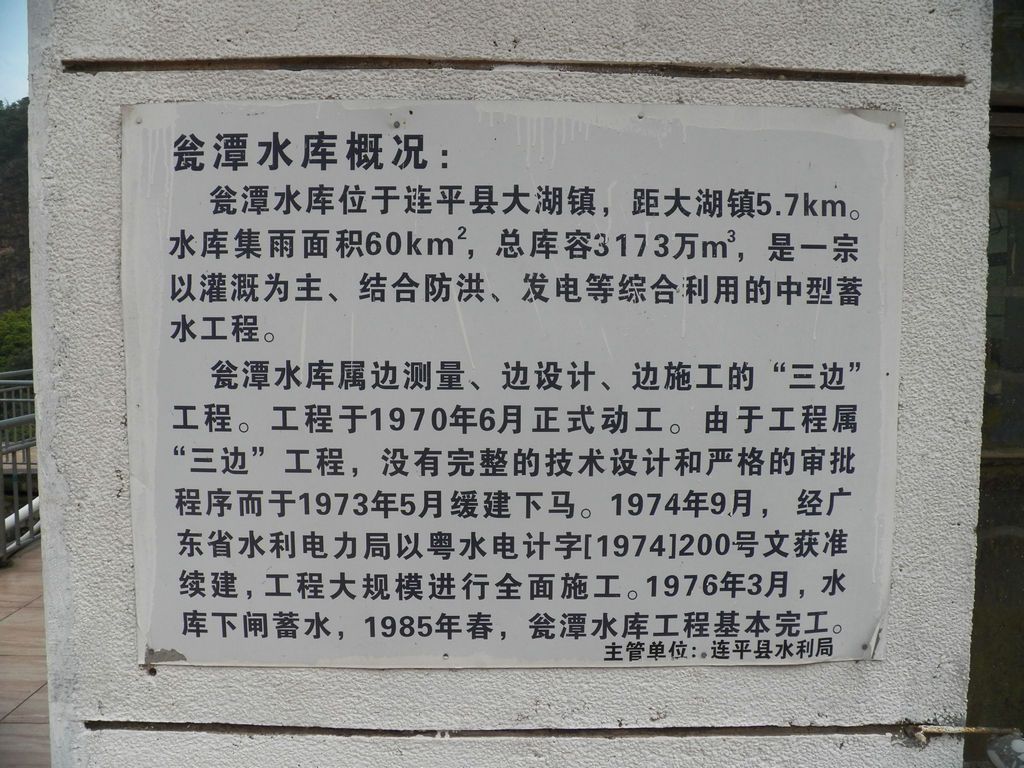 瓮潭水库概况：
瓮潭水库位于连平县大湖镇，距大湖镇5.7km。
水库集雨面积60km²，总库容3173万m³，是一宗
以灌溉为主、结合防洪、发电等综合利用的中型蓄
水工程。
瓮潭水库属边测量、边设计、边施工的“三边”
工程。工程于1970年6月正式动工。由于工程属
“三边”工程，没有完整的技术设计和严格的审批
程序而于1973年5月缓建下马。1974年9月，经广
东省水利电力局以粤水电计字[1974]200号文获准
续建，工程大规模进行全面施工。1976年3月，水
库下闸蓄水，1985年春，瓮潭水库工程基本完工。
主管单位：连平县水利局